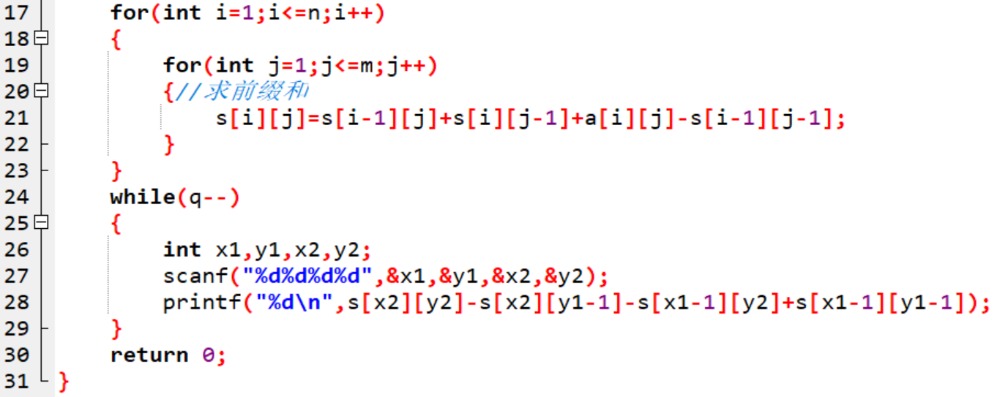 17 for(int i=1;i<=n;i++)
18 {
19 for(int j=1;j<=m;j++)
20 {//求前缀和
21 s[i][j]=s[i-1][j]+s[i][j-1]+a[i][j]-s[i-1][j-1];
22 }
23 }
24 while(q--)
25 {
26 int x1,y1,x2,y2;
27 scanf("%d%d%d%d",&x1,&y1,&x2,&y2);
28 printf("%d\n",s[x2][y2]-s[x2][y1-1]-s[x1-1][y2]+s[x1-1][y1-1]);
29 }
30 return 0;
31 }